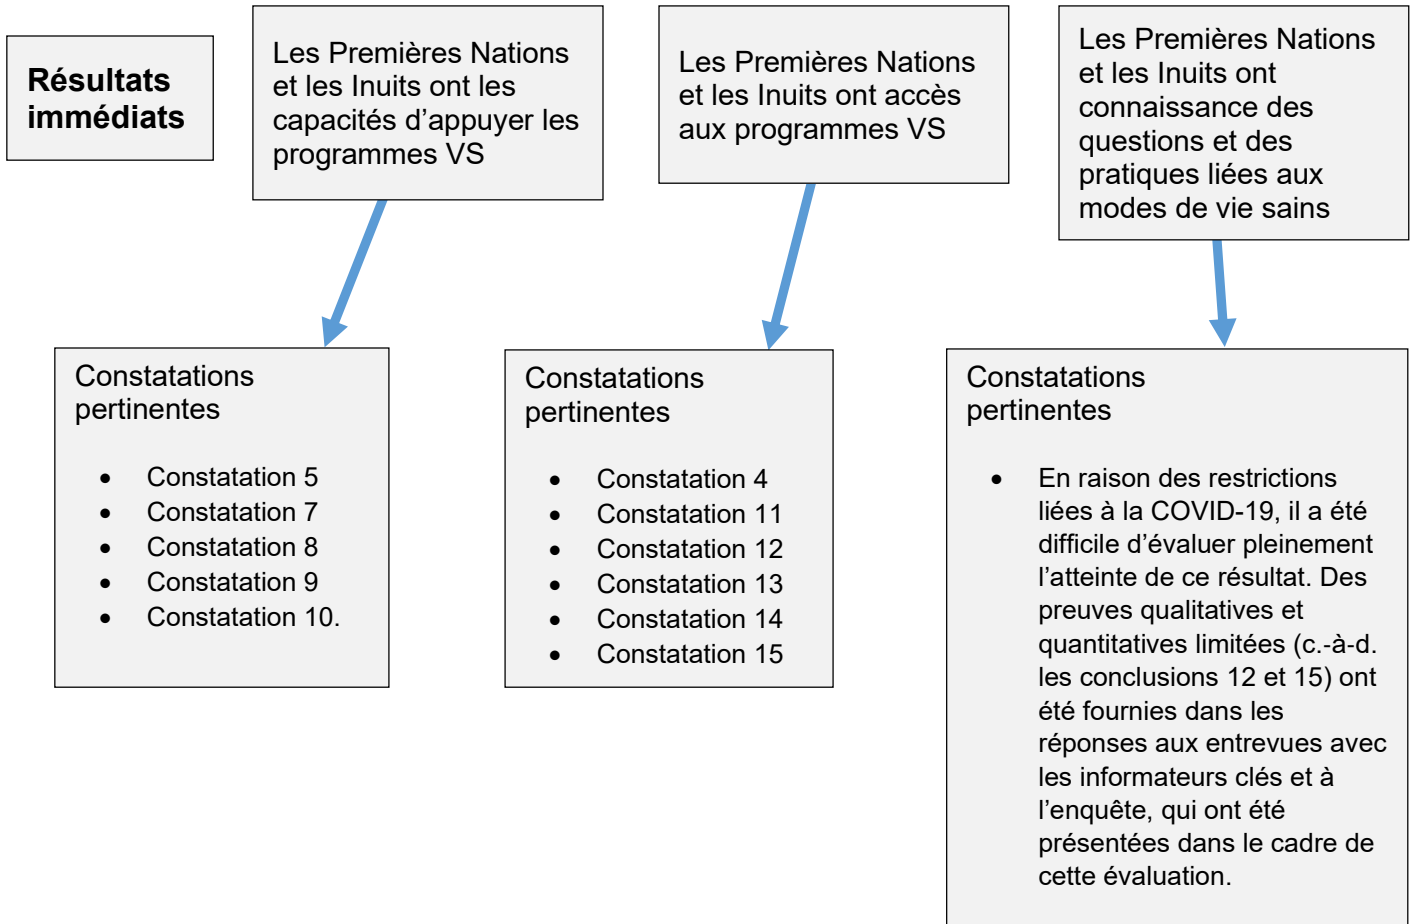 Résultats
immédiats
Les Premières Nations
et les Inuits ont les
capacités d'appuyer les
programmes VS
Les Premières Nations
et les Inuits ont accès
aux programmes VS
Les Premières Nations
et les Inuits ont
connaissance des
questions et des
pratiques liées aux
modes de vie sains
Constatations
pertinentes
• Constatation 5
• Constatation 7
• Constatation 8
• Constatation 9
• Constatation 10.
Constatations
pertinentes
• Constatation 4
• Constatation 11
• Constatation 12
• Constatation 13
• Constatation 14
• Constatation 15
Constatations
pertinentes
• En raison des restrictions
liées à la COVID-19, il a été
difficile d'évaluer pleinement
l'atteinte de ce résultat. Des
preuves qualitatives et
quantitatives limitées (c.-à-d.
les conclusions 12 et 15) ont
été fournies dans les
réponses aux entrevues avec
les informateurs clés et à
l'enquête, qui ont été
présentées dans le cadre de
cette évaluation.